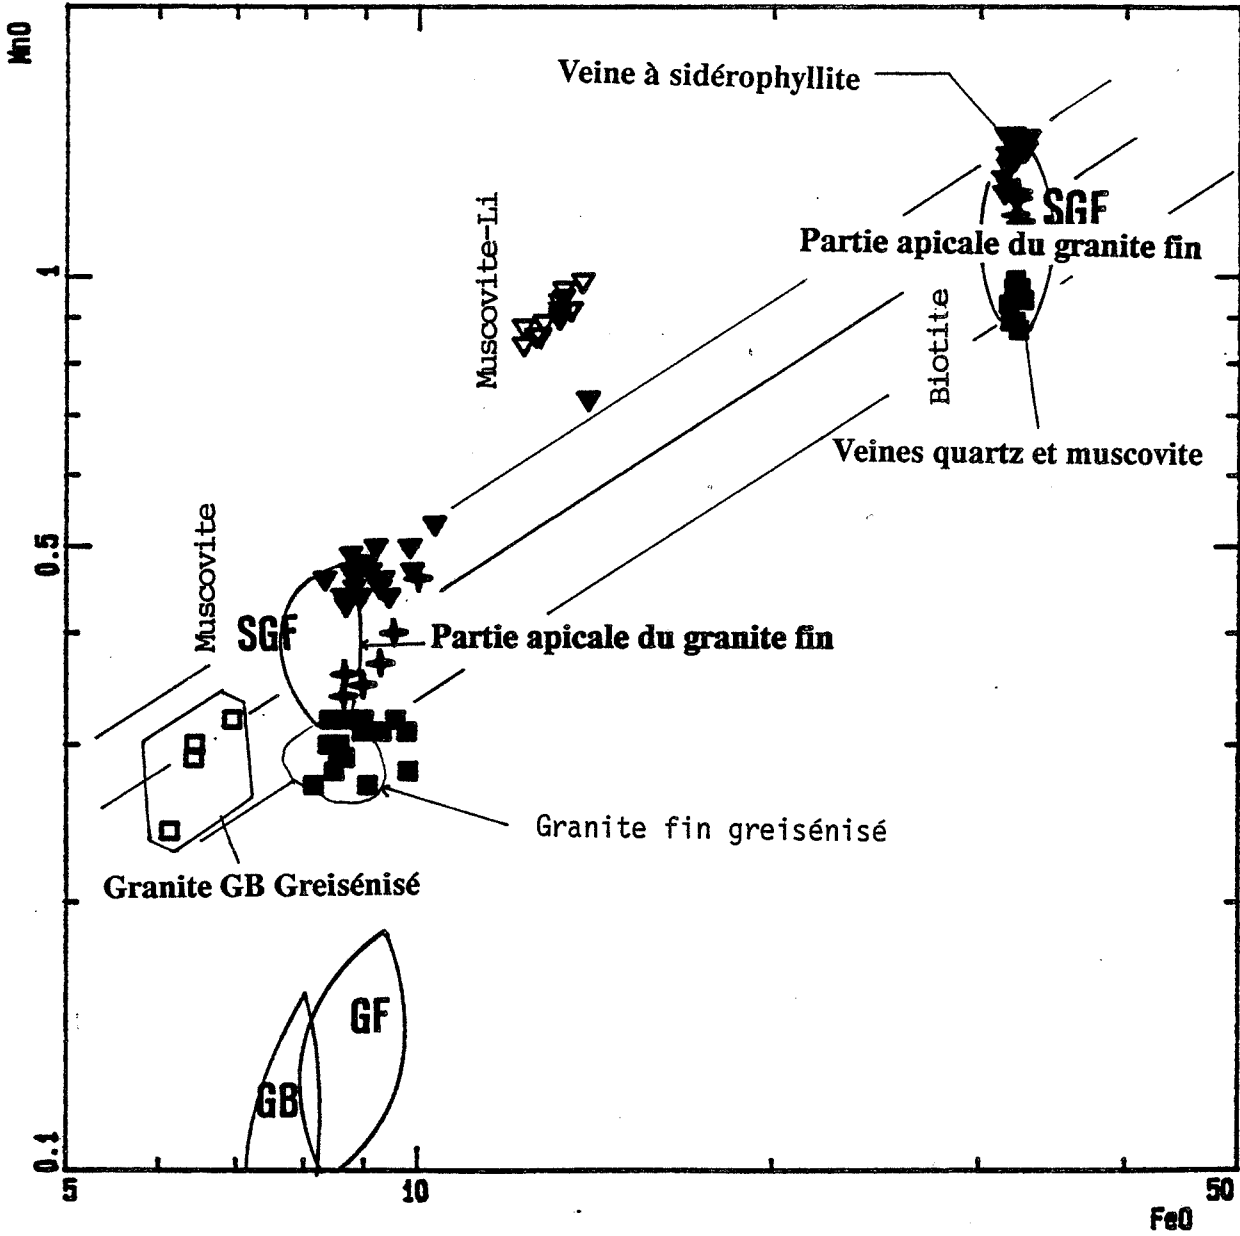 MnO
Veine à sidérophyllite
Muscovite-Li
SGF
Partie apicale du granite fin
1
Biotite
Veines quartz et muscovite
Muscovite
0.5
SGF
Partie apicale du granite fin
Granite fin greisénisé
Granite GB Greisénisé
GF
GB
0.1
5
10
50
FeO